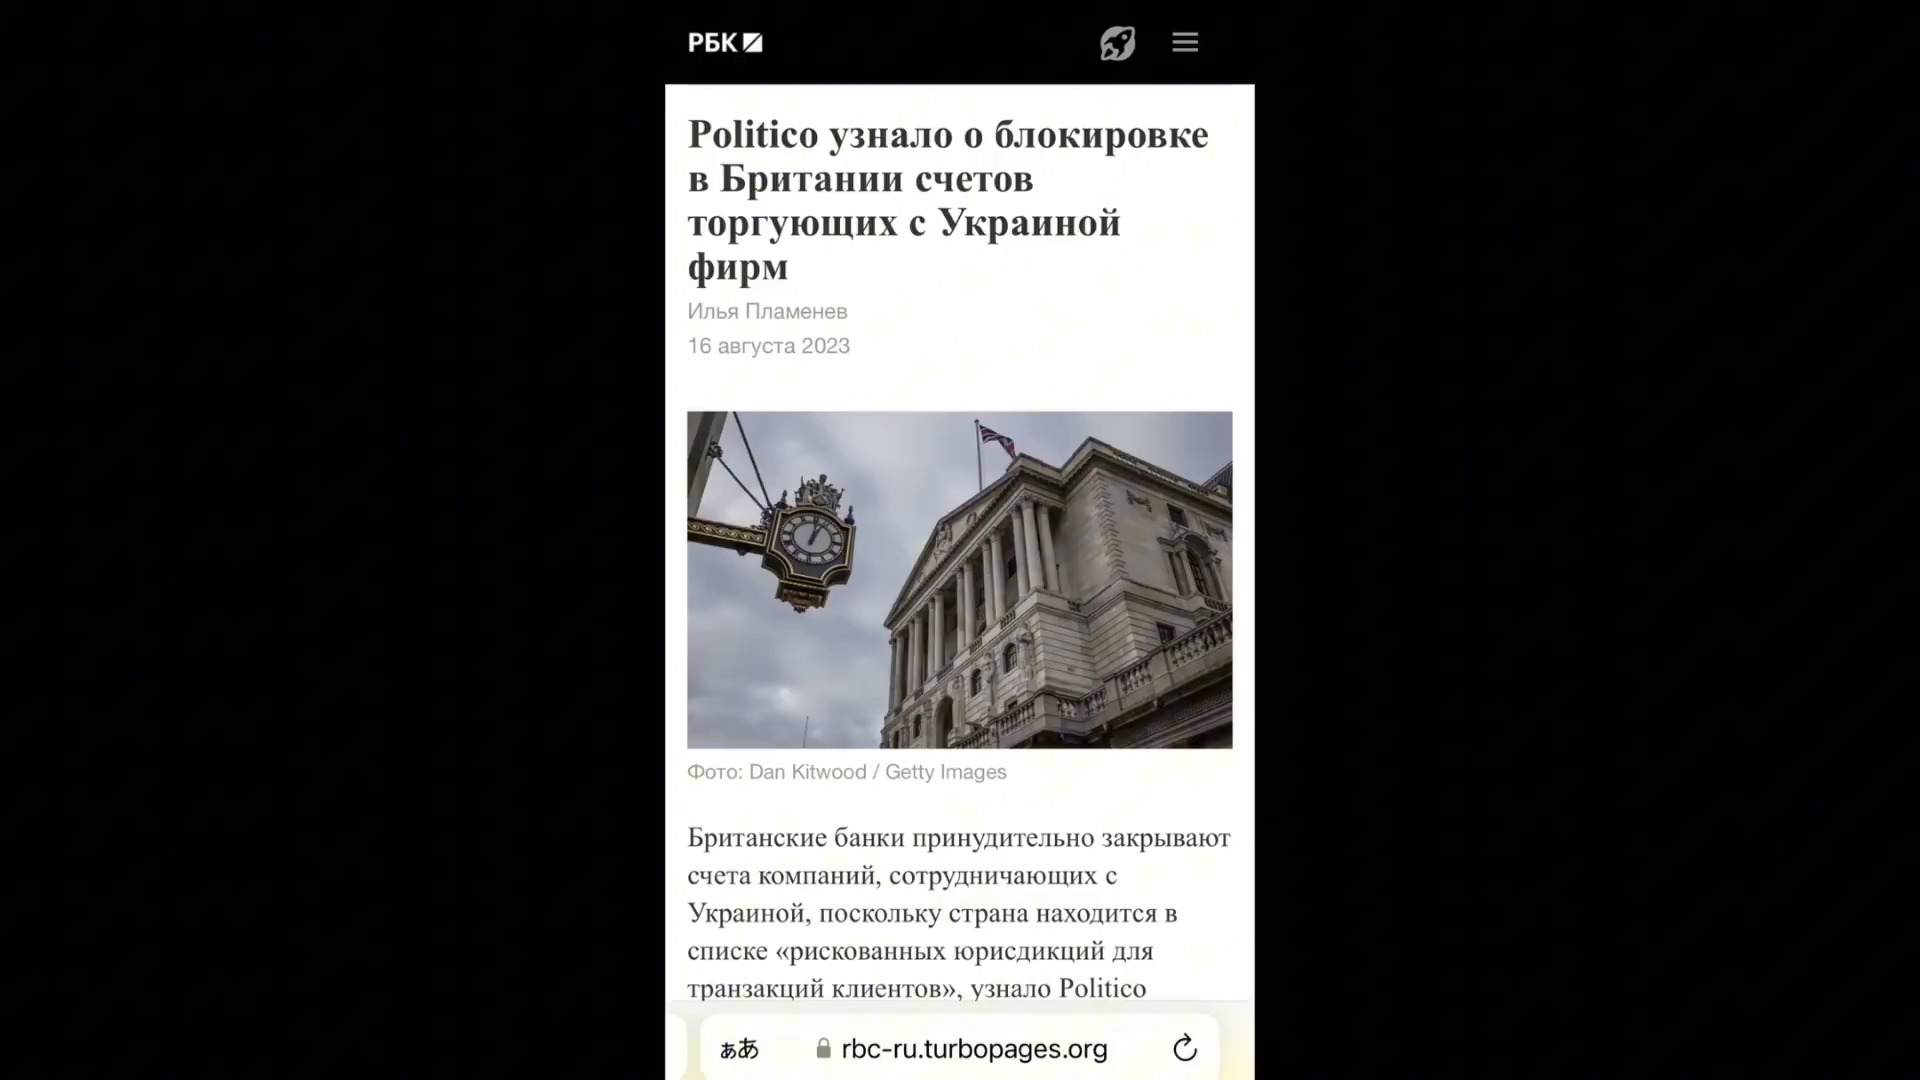 РБК
Politico узнало о блокировке
в Британии счетов
торгующих с Украиной
фирм
Илья Пламенев
16 августа 2023
Фото: Dan Kitwood / Getty Images
Британские банки принудительно закрывают
счета компаний, сотрудничающих с
Украиной, поскольку страна находится в
списке «рискованных юрисдикций для
транзакций клиентов», узнало Politico
ぁあ rbc-ru.turbopages.org